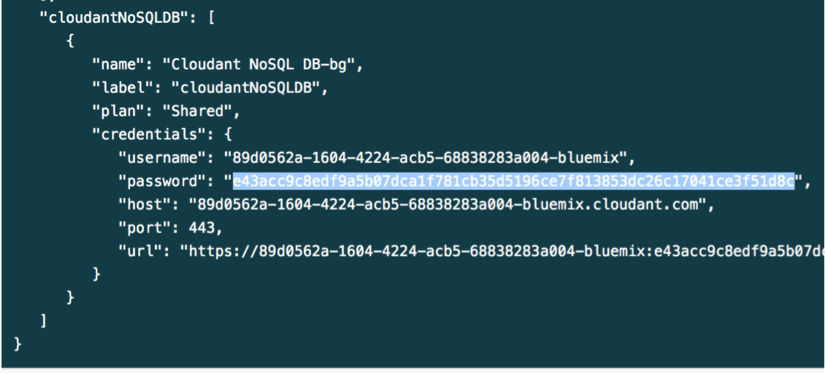 "cloudantNoSQLDB": [
{
"name": "Cloudant NoSQL DB-bg",
"label": "cloudantNoSQLDB",
"plan": "Shared",
"credentials": {
"username": "89d0562a-1604-4224-acb5-68838283a004-bluemix",
"password": "e43acc9c8edf9a5b07dca1f781cb35d5196ce7f813853dc26c17041ce3f51d8c",
"host": "89d0562a-1604-4224-acb5-68838283a004-bluemix.cloudant.com",
"port": 443,
"url": "https://89d0562a-1604-4224-acb5-68838283a004-bluemix:e43acc9c8edf9a5b07d
}
}
]
}